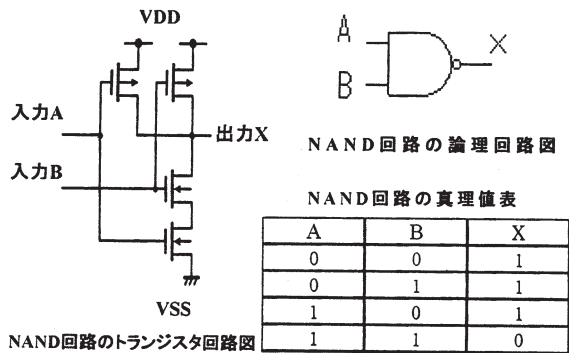 VDD
入力A
入力B
出力X
VSS
NAND回路のトランジスタ回路図
A
B
X
NAND回路の論理回路図
NAND回路の真理値表
A B X
0 0 1
0 1 1
1 0 1
1 1 0